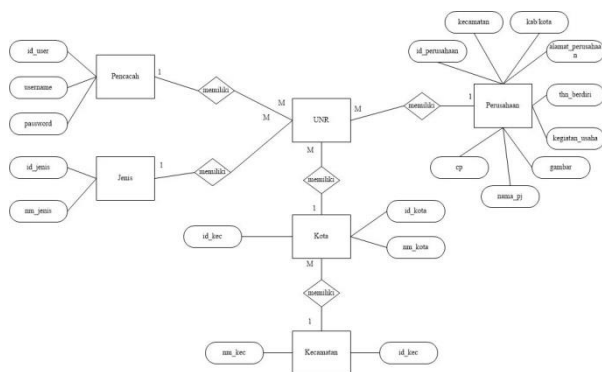 kecamatan
kab/kota
id_user
id_perusahaan
alamat_perusahaa
n
Pencacah
1
username
memiliki
M
thn_berdiri
password
M
UNR
M
memiliki
1
Perusahaan
id_jenis
M
kegiatan_usaha
Jenis
1
memiliki
cp
gambar
nm_jenis
memiliki
nama_pj
1
id_kota
id_kec
Kota
nm_kota
M
memiliki
1
nm_kec
Kecamatan
id_kec